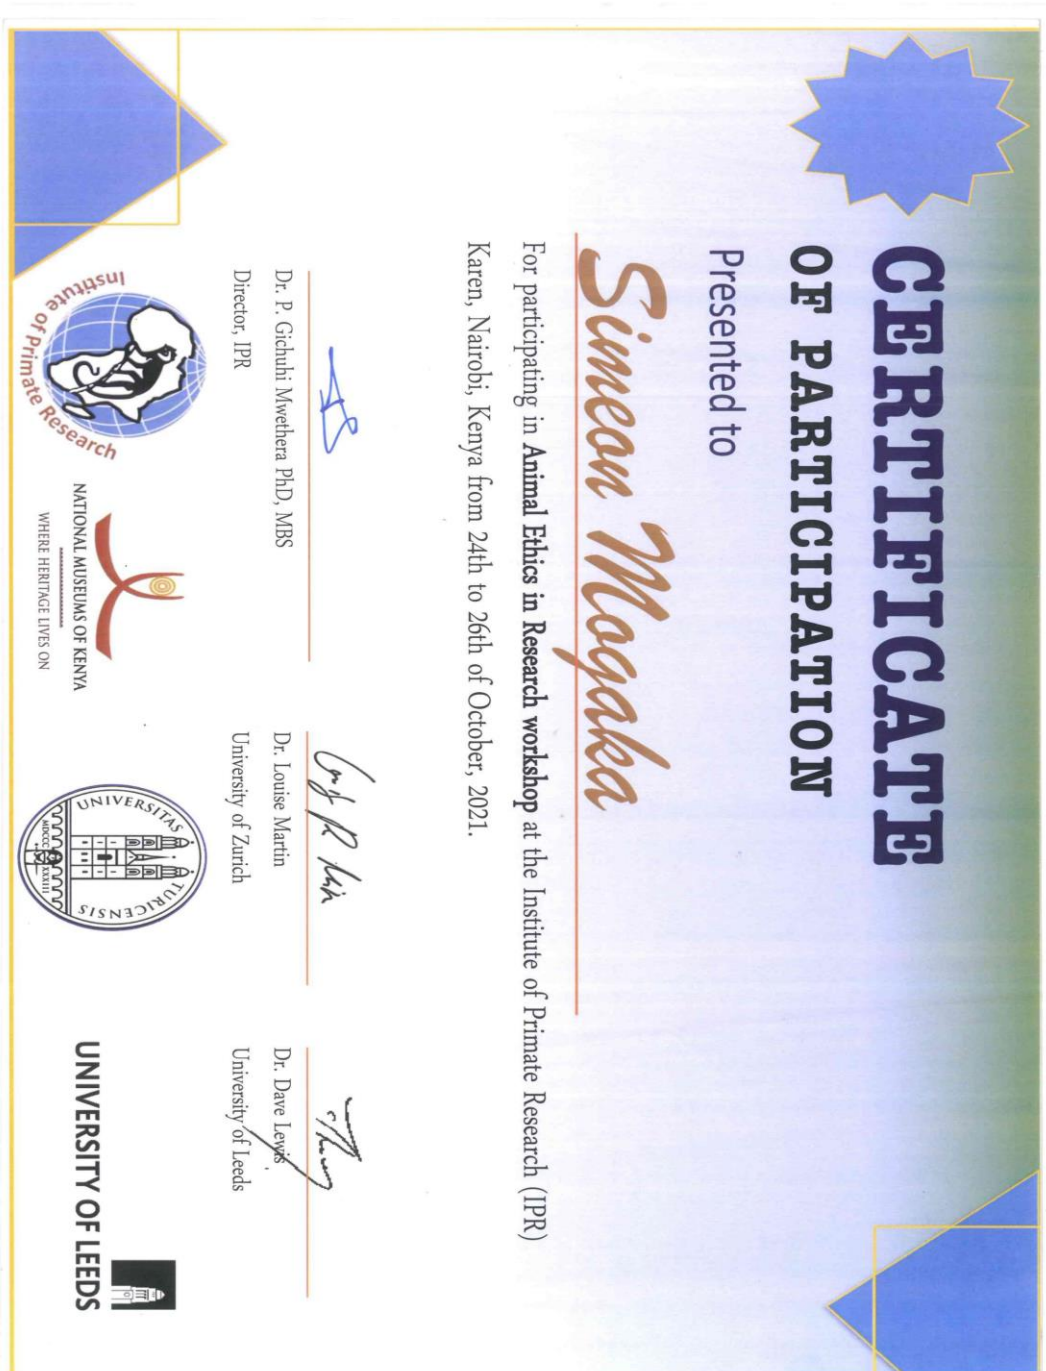 CERTIFICATE
OF PARTICIPATION
Presented to
Simeon Mogaka
For participating in Animal Ethics in Research workshop at the Institute of Primate Research (IPR)
Karen, Nairobi, Kenya from 24th to 26th of October, 2021.
Dr. P. Gichuhi Mwethera PhD, MBS
Director, IPR
Dr. Louise Martin
University of Zurich
Dr. Dave Lewis
University of Leeds
Institute of Primate Research
NATIONAL MUSEUMS OF KENYA
WHERE HERITAGE LIVES ON
UNIVERSITAS TURICENSIS
MDCCC XXXIII
UNIVERSITY OF LEEDS